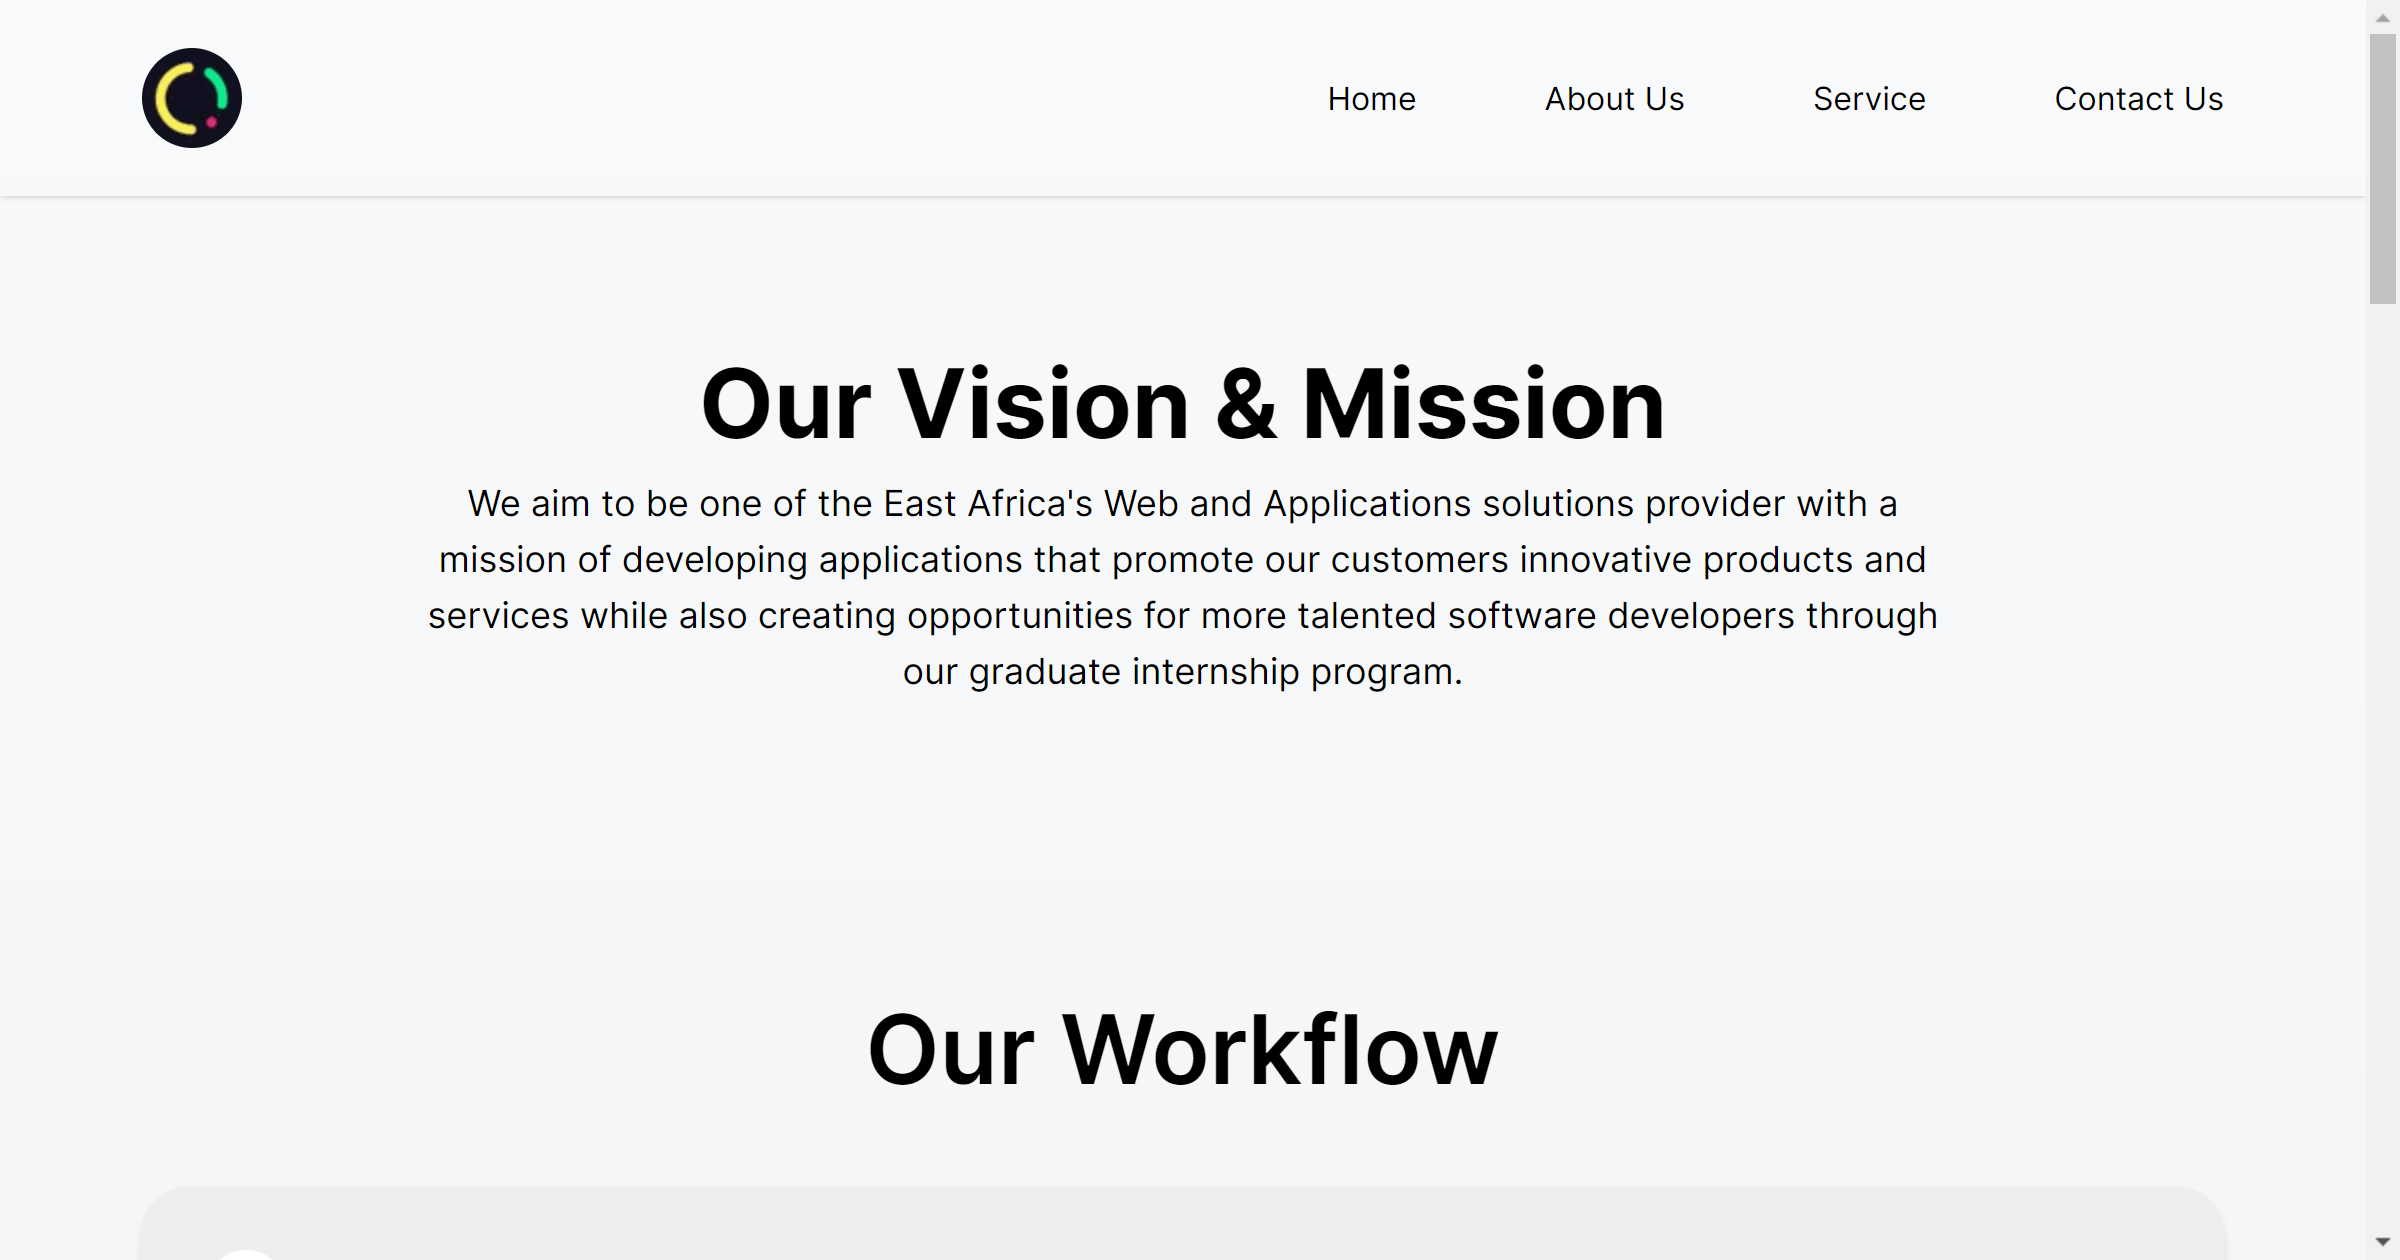 Home
About Us
Service
Contact Us
Our Vision & Mission
We aim to be one of the East Africa's Web and Applications solutions provider with a
mission of developing applications that promote our customers innovative products and
services while also creating opportunities for more talented software developers through
our graduate internship program.
Our Workflow